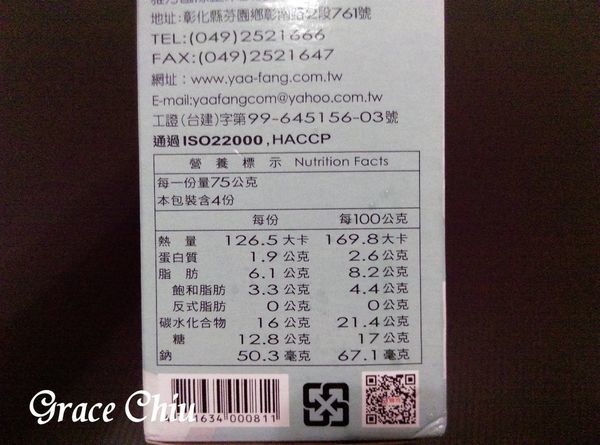 地址:彰化縣芬園鄉彰南路2段761號
TEL:(049)2521666
FAX:(049)2521647
網址：www.yaa-fang.com.tw
E-mail:yaafangcom@yahoo.com.tw
工證(台建)字第99-645156-03號
通過ISO22000,HACCP
營養標示 Nutrition Facts
每一份量75公克
本包裝含4份
每份 每100公克
熱量 126.5大卡 169.8大卡
蛋白質 1.9公克 2.6公克
脂肪 6.1公克 8.2公克
飽和脂肪 3.3公克 4.4公克
反式脂肪 0公克 0公克
碳水化合物 16公克 21.4公克
糖 12.8公克 17公克
鈉 50.3毫克 67.1毫克
1634 000811
Grace Chiu